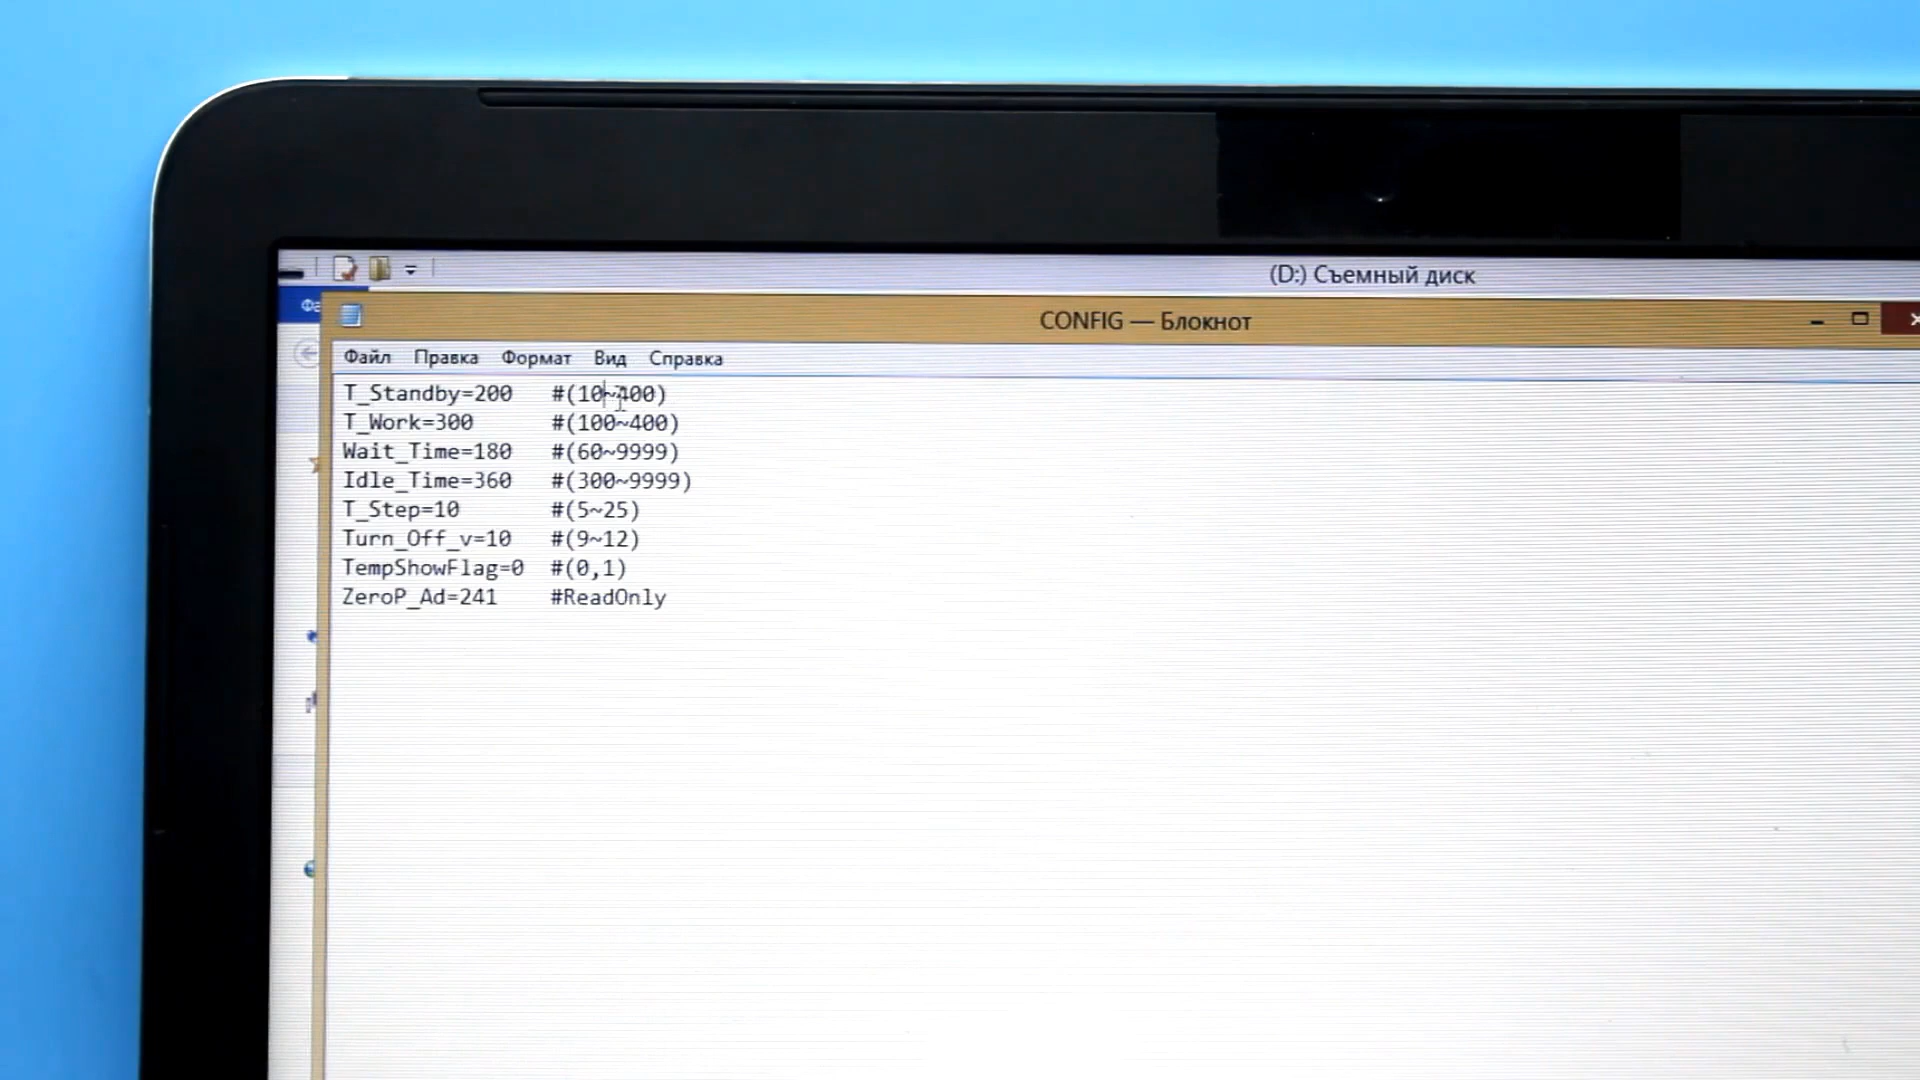 (D:) Съемный диск
CONFIG — Блокнот
Файл Правка Формат Вид Справка
T_Standby=200 #(10~400)
T_Work=300 #(100~400)
Wait_Time=180 #(60~9999)
Idle_Time=360 #(300~9999)
T_Step=10 #(5~25)
Turn_Off_v=10 #(9~12)
TempShowFlag=0 #(0,1)
ZeroP_Ad=241 #ReadOnly